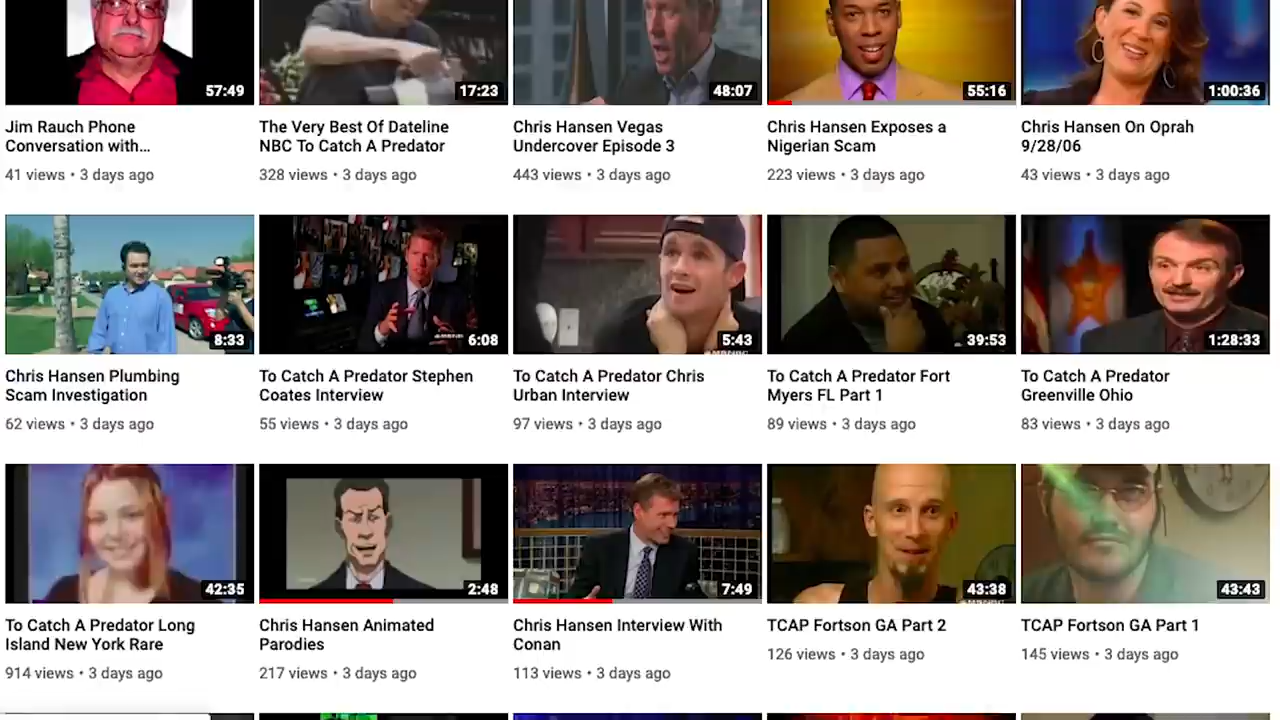 57:49
17:23
48:07
55:16
1:00:36
Jim Rauch Phone
Conversation with...
41 views • 3 days ago
The Very Best Of Dateline
NBC To Catch A Predator
328 views • 3 days ago
Chris Hansen Vegas
Undercover Episode 3
443 views • 3 days ago
Chris Hansen Exposes a
Nigerian Scam
223 views • 3 days ago
Chris Hansen On Oprah
9/28/06
43 views • 3 days ago
8:33
6:08
5:43
39:53
1:28:33
Chris Hansen Plumbing
Scam Investigation
62 views • 3 days ago
To Catch A Predator Stephen
Coates Interview
55 views • 3 days ago
To Catch A Predator Chris
Urban Interview
97 views • 3 days ago
To Catch A Predator Fort
Myers FL Part 1
89 views • 3 days ago
To Catch A Predator
Greenville Ohio
83 views • 3 days ago
42:35
2:48
7:49
43:38
43:43
To Catch A Predator Long
Island New York Rare
914 views • 3 days ago
Chris Hansen Animated
Parodies
217 views • 3 days ago
Chris Hansen Interview With
Conan
113 views • 3 days ago
TCAP Fortson GA Part 2
126 views • 3 days ago
TCAP Fortson GA Part 1
145 views • 3 days ago